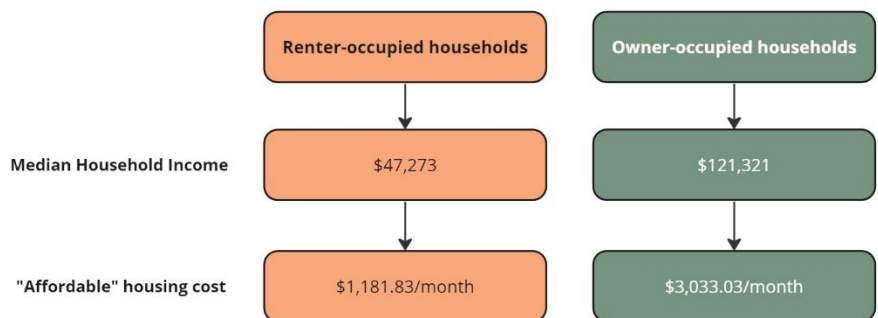 Renter-occupied households
Owner-occupied households
Median Household Income
$47,273
$121,321
"Affordable" housing cost
$1,181.83/month
$3,033.03/month